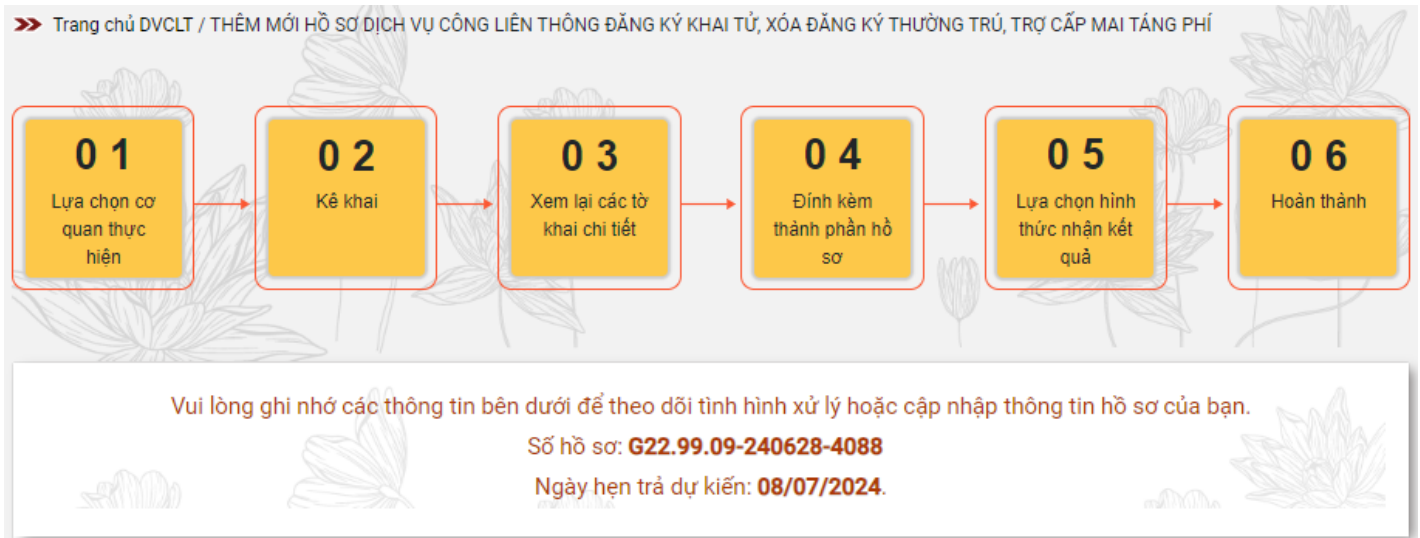 Trang chủ DVCLT / THÊM MỚI HỒ SƠ DỊCH VỤ CÔNG LIÊN THÔNG ĐĂNG KÝ KHAI TỬ, XÓA ĐĂNG KÝ THƯỜNG TRÚ, TRỢ CẤP MAI TÁNG PHÍ
0 1
Lựa chọn cơ
quan thực
hiện
0 2
Kê khai
0 3
Xem lại các tờ
khai chi tiết
0 4
Đính kèm
thành phần hồ
sơ
0 5
Lựa chọn hình
thức nhận kết
quả
0 6
Hoàn thành
Vui lòng ghi nhớ các thông tin bên dưới để theo dõi tình hình xử lý hoặc cập nhập thông tin hồ sơ của bạn.
Số hồ sơ: G22.99.09-240628-4088
Ngày hẹn trả dự kiến: 08/07/2024.